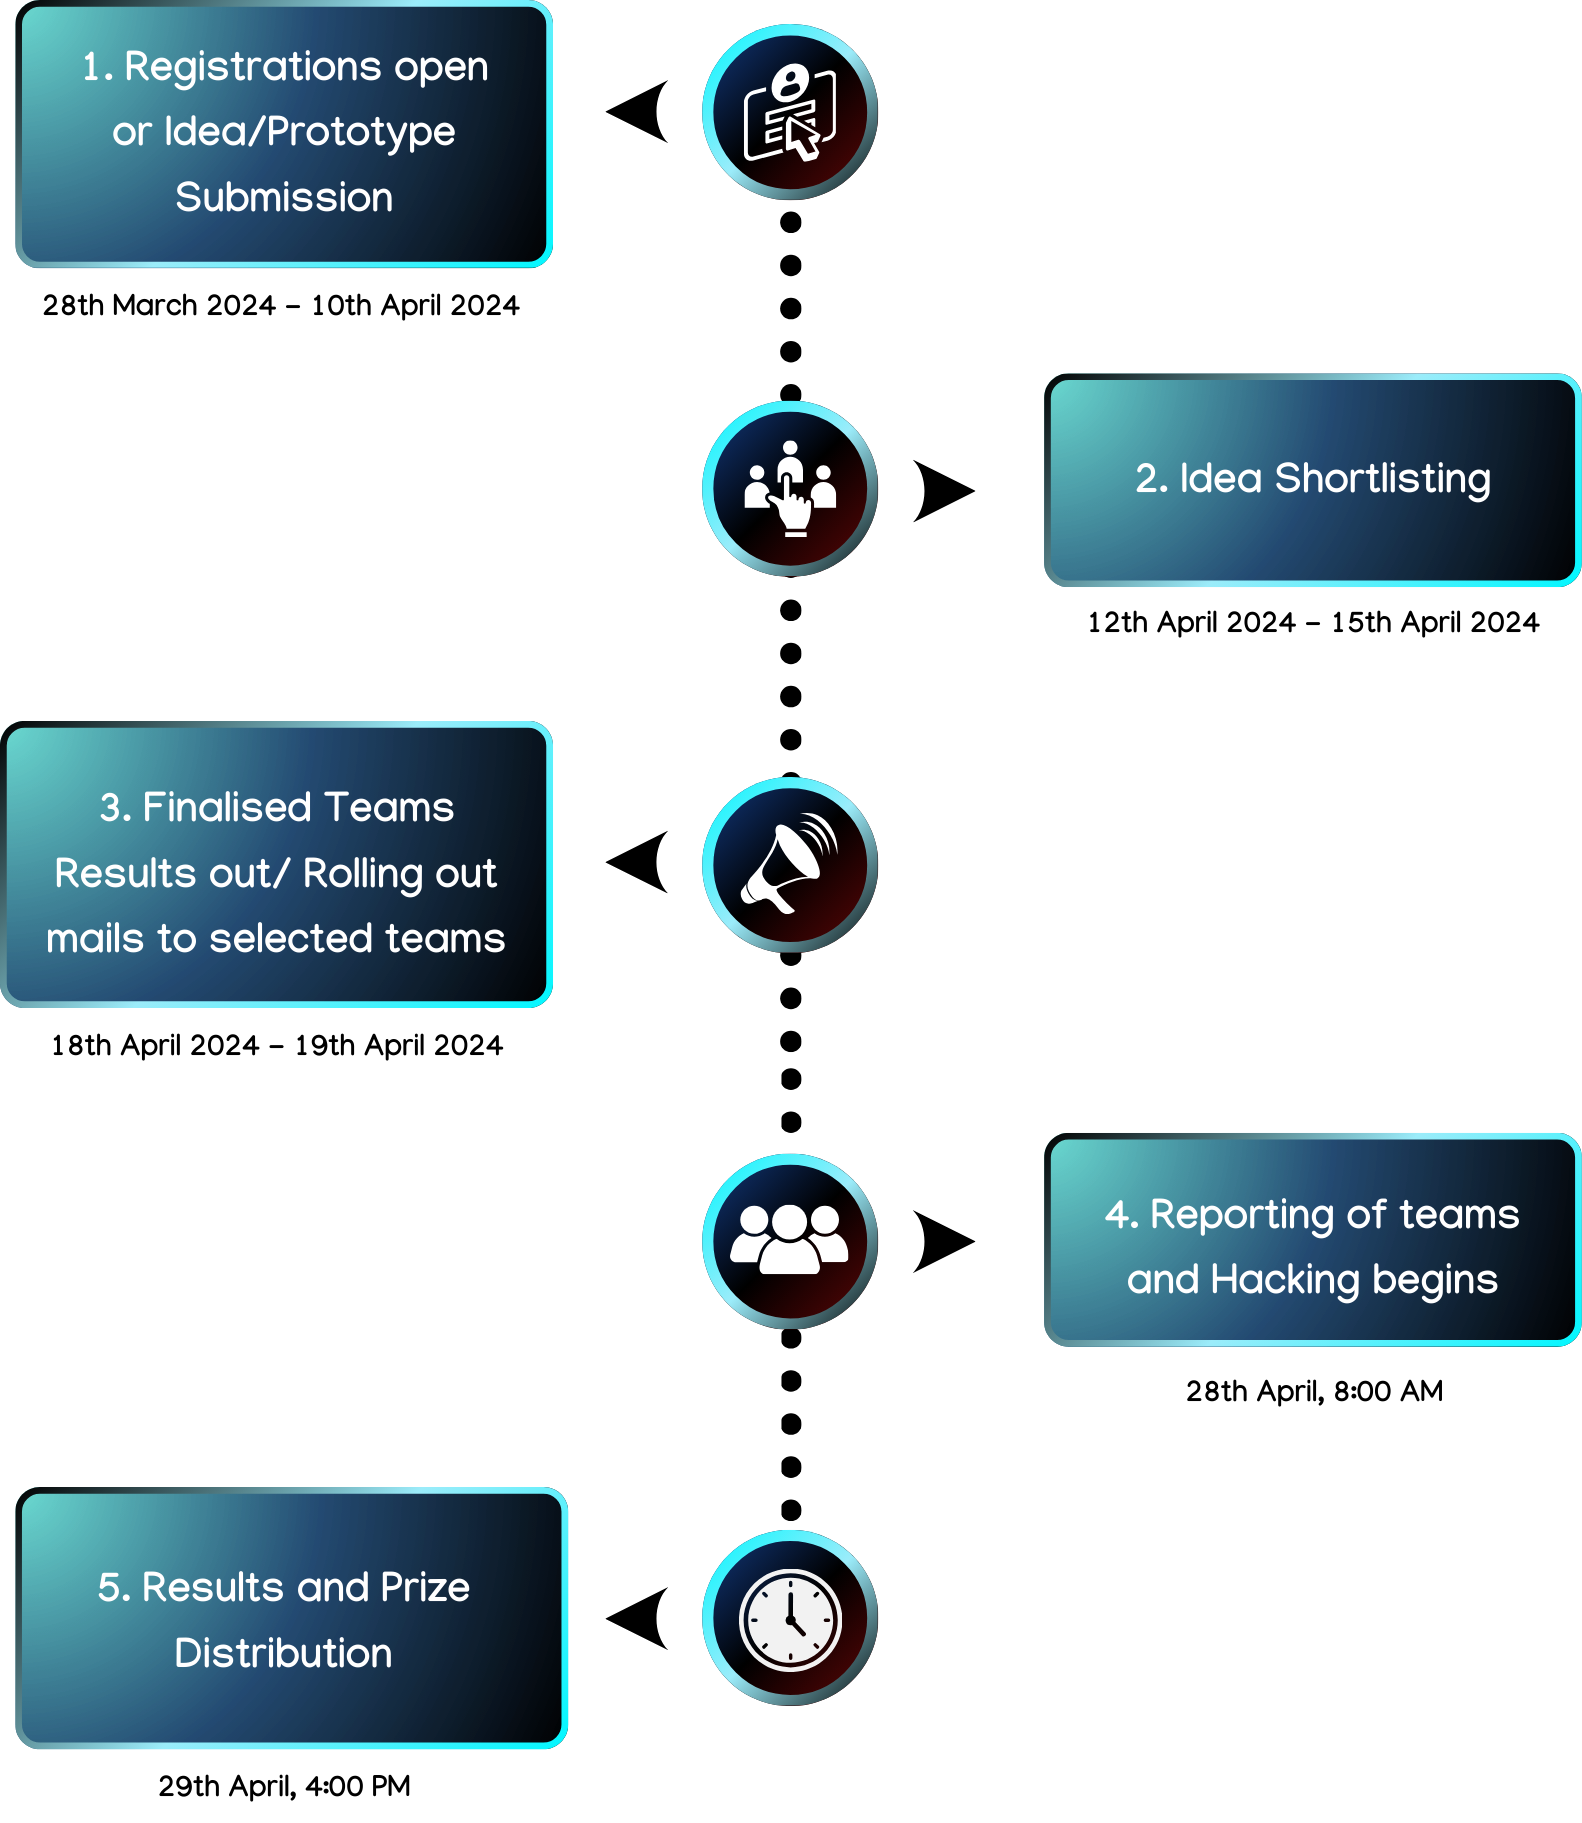 1. Registrations open
or Idea/Prototype
Submission
28th March 2024 – 10th April 2024
2. Idea Shortlisting
12th April 2024 – 15th April 2024
3. Finalised Teams
Results out/ Rolling out
mails to selected teams
18th April 2024 – 19th April 2024
4. Reporting of teams
and Hacking begins
28th April, 8:00 AM
5. Results and Prize
Distribution
29th April, 4:00 PM